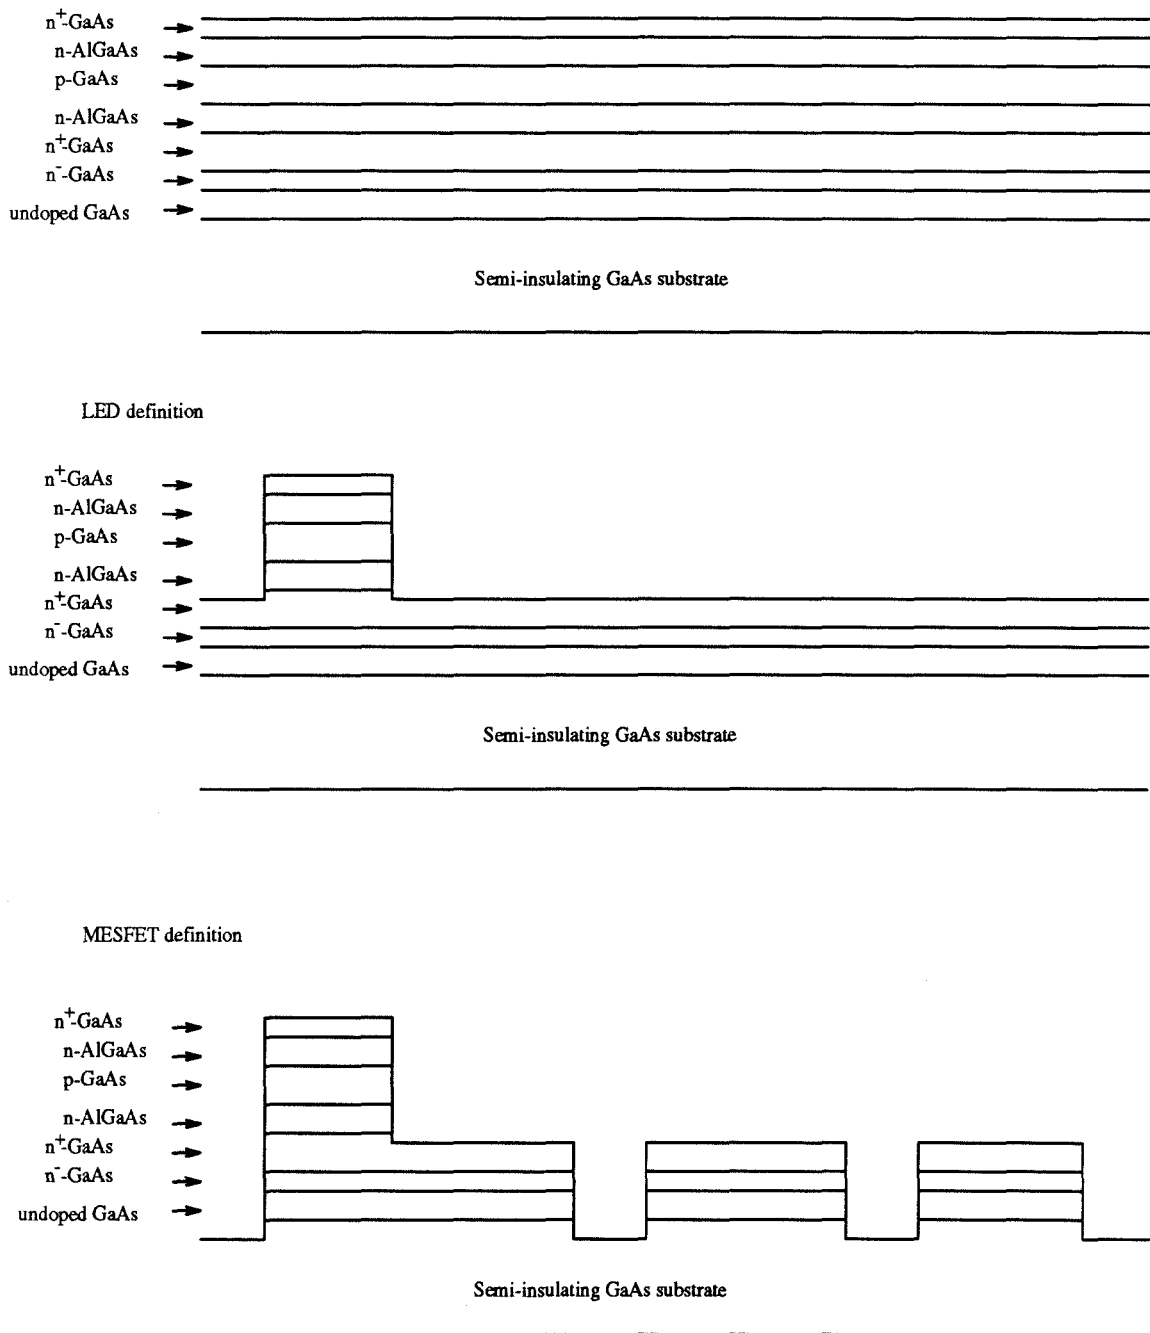 n⁺-GaAs
n-AlGaAs
p-GaAs
n-AlGaAs
n⁺-GaAs
n⁻-GaAs
undoped GaAs
Semi-insulating GaAs substrate
LED definition
n⁺-GaAs
n-AlGaAs
p-GaAs
n-AlGaAs
n⁺-GaAs
n⁻-GaAs
undoped GaAs
Semi-insulating GaAs substrate
MESFET definition
n⁺-GaAs
n-AlGaAs
p-GaAs
n-AlGaAs
n⁺-GaAs
n⁻-GaAs
undoped GaAs
Semi-insulating GaAs substrate